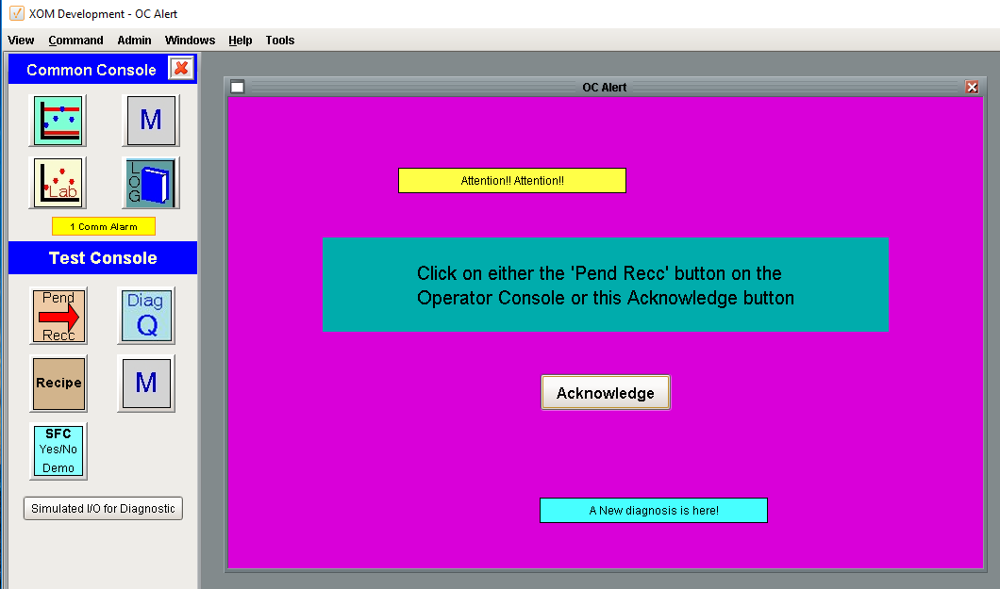 XOM Development - OC Alert
View Command Admin Windows Help Tools
Common Console
M
Lab
LOG
1 Comm Alarm
Test Console
Pend
Recc
Diag
Q
Recipe
M
SFC
Yes/No
Demo
Simulated I/O for Diagnostic
OC Alert
Attention!! Attention!!
Click on either the 'Pend Recc' button on the
Operator Console or this Acknowledge button
Acknowledge
A New diagnosis is here!